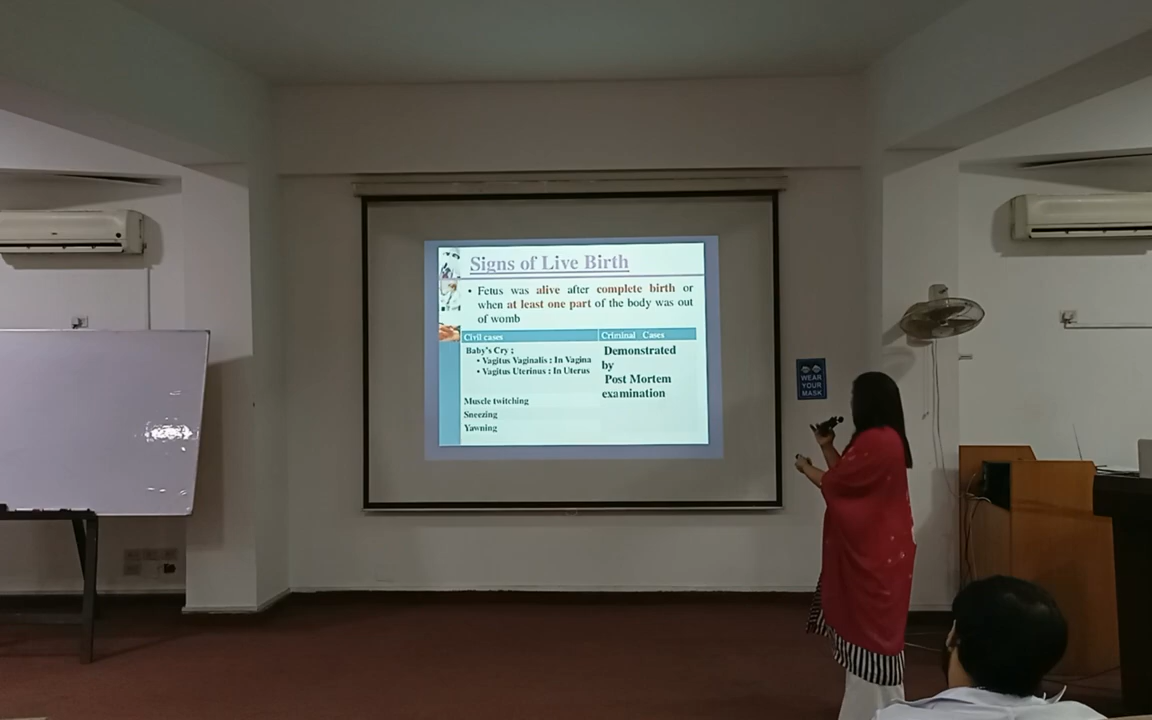 Signs of Live Birth
• Fetus was alive after complete birth or
when at least one part of the body was out
of womb
Civil cases
Criminal Cases
Baby's Cry :
• Vagitus Vaginalis : In Vagina
• Vagitus Uterinus : In Uterus
Muscle twitching
Sneezing
Yawning
Demonstrated
by
Post Mortem
examination
WEAR
YOUR
MASK